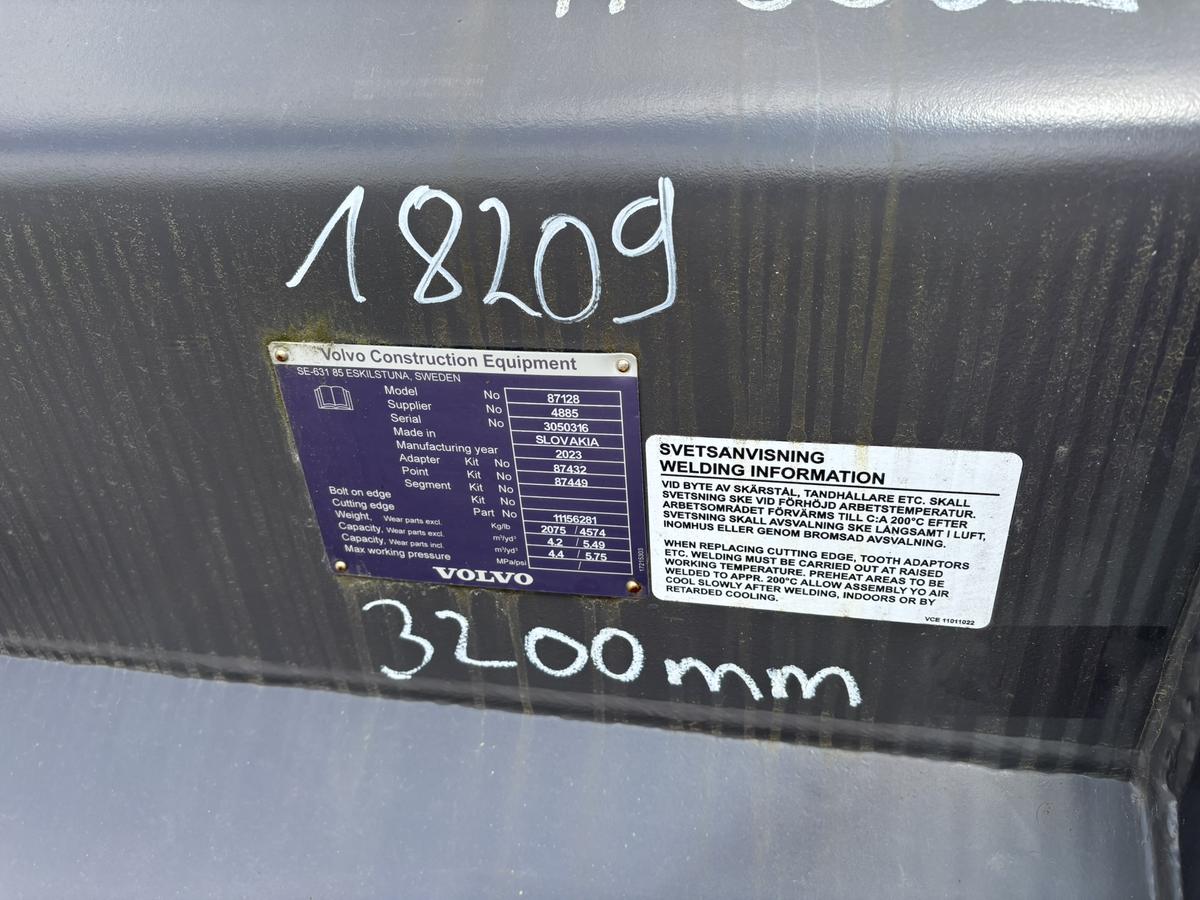 18209
Volvo Construction Equipment
SE-631 85 ESKILSTUNA, SWEDEN
Model No 87128
Supplier No 4885
Serial No 3050316
Made in SLOVAKIA
Manufacturing year 2023
Adapter Kit No 87432
Point Kit No 87449
Segment Kit No
Bolt on edge Kit No
Cutting edge Part No 11156281
Weight, Wear parts excl. Kg/lb 2075 / 4574
Capacity, Wear parts excl. m³/yd³ 4.2 / 5.49
Capacity, Wear parts incl. m³/yd³ 4.4 / 5.75
Max working pressure MPa/psi /
VOLVO
17215303
SVETSANVISNING
WELDING INFORMATION
VID BYTE AV SKÄRSTÅL, TANDHÅLLARE ETC. SKALL
SVETSNING SKE VID FÖRHÖJD ARBETSTEMPERATUR.
ARBETSOMRÅDET FÖRVÄRMS TILL C:A 200°C EFTER
SVETSNING SKALL AVSVALNING SKE LÅNGSAMT I LUFT,
INOMHUS ELLER GENOM BROMSAD AVSVALNING.
WHEN REPLACING CUTTING EDGE, TOOTH ADAPTORS
ETC. WELDING MUST BE CARRIED OUT AT RAISED
WORKING TEMPERATURE. PREHEAT AREAS TO BE
WELDED TO APPR. 200°C ALLOW ASSEMBLY YO AIR
COOL SLOWLY AFTER WELDING, INDOORS OR BY
RETARDED COOLING.
VCE 11011022
3200mm